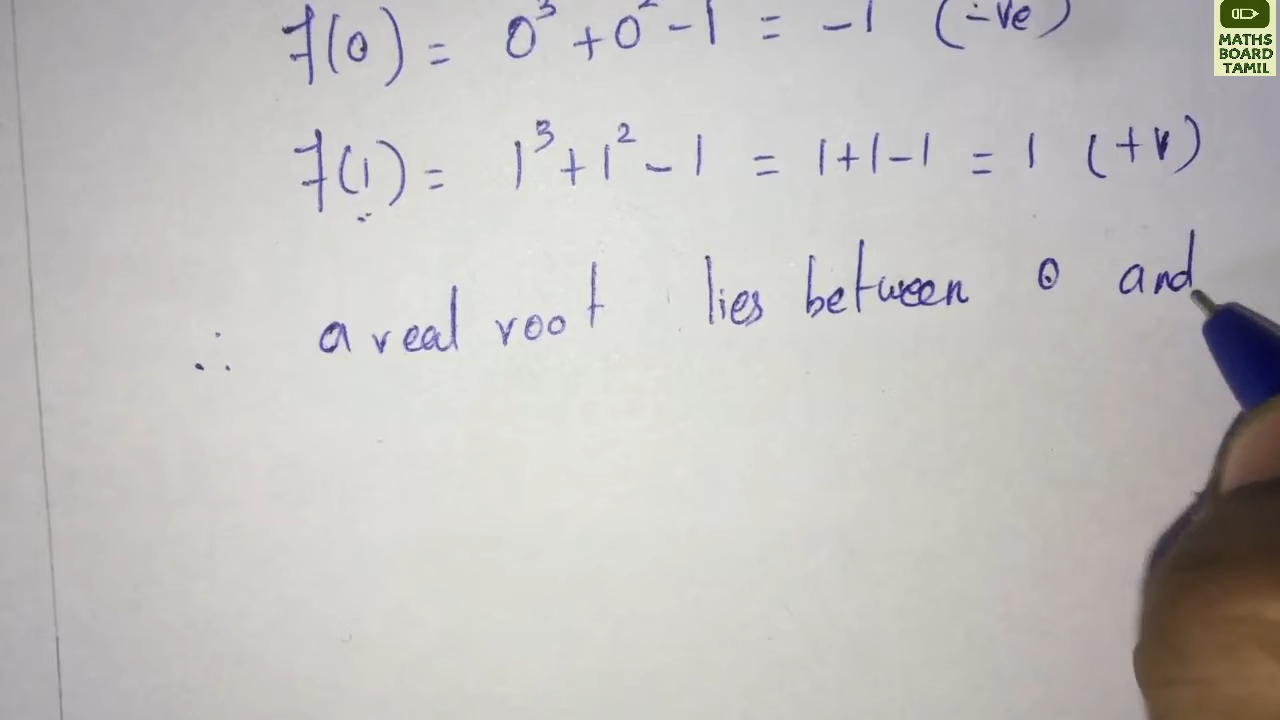 f(0) = 0³ + 0² - 1 = -1 (-ve)
f(1) = 1³ + 1² - 1 = 1 + 1 - 1 = 1 (+v)
∴ a real root lies between 0 and
MATHS
BOARD
TAMIL